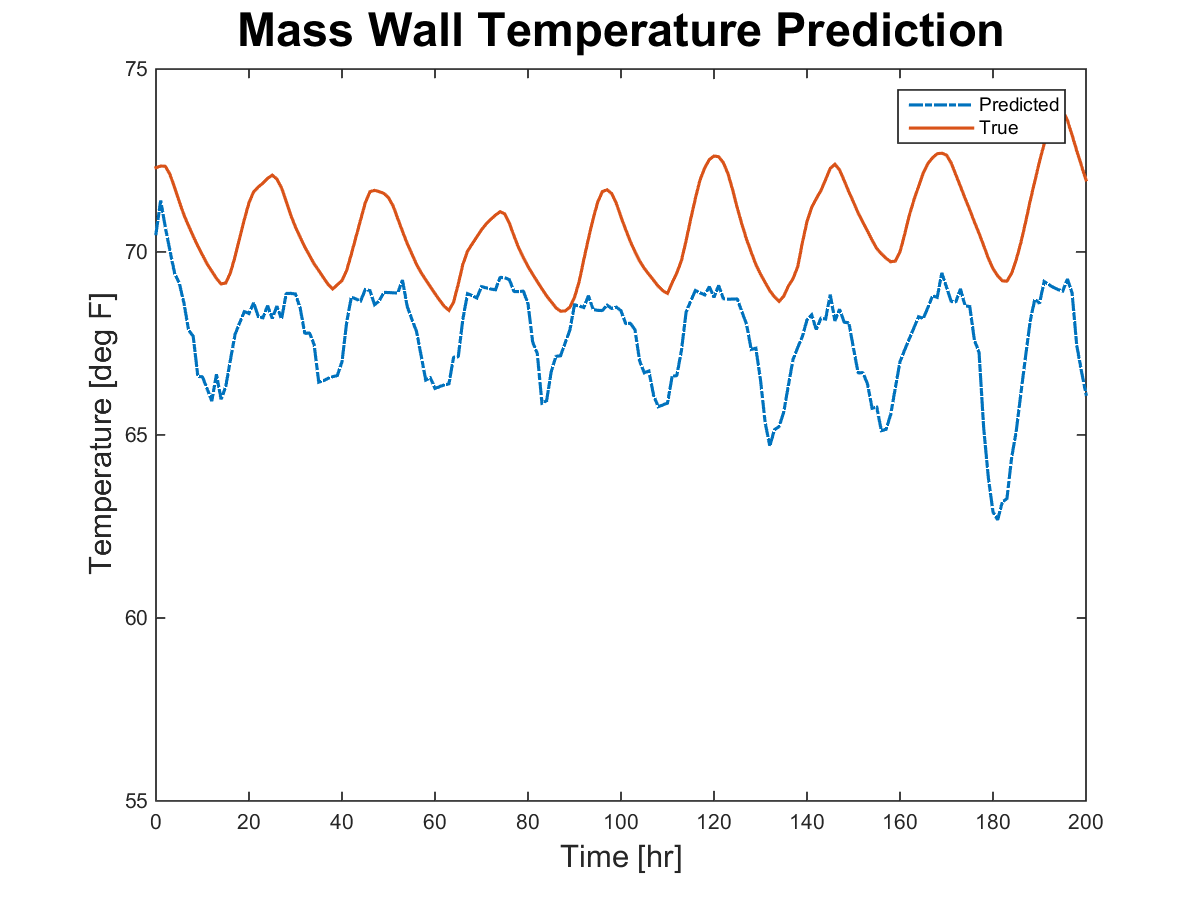 Mass Wall Temperature Prediction
Predicted
True
Temperature [deg F]
75
70
65
60
55
0 20 40 60 80 100 120 140 160 180 200
Time [hr]